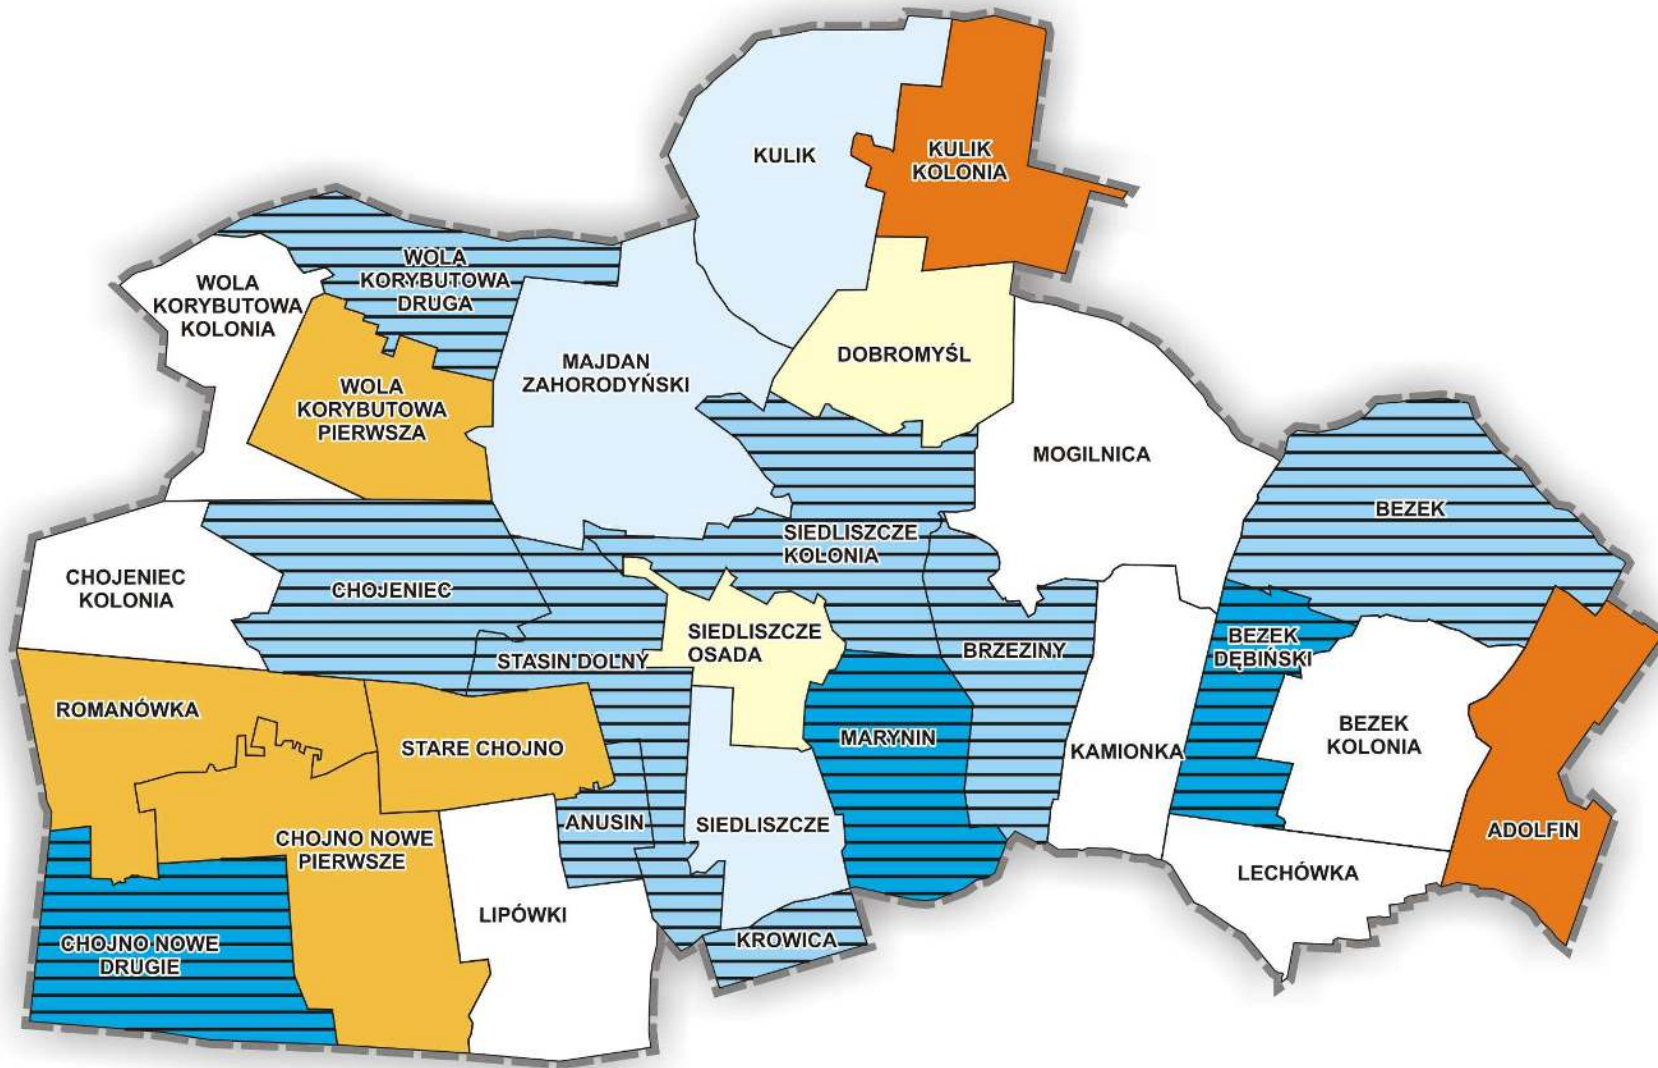 KULIK
KULIK
KOLONIA
WOLA
KORYBUTOWA
DRUGA
WOLA
KORYBUTOWA
KOLONIA
MAJDAN
ZAHORODYŃSKI
DOBROMYŚL
WOLA
KORYBUTOWA
PIERWSZA
MOGILNICA
BEZEK
SIEDLISZCZE
KOLONIA
CHOJENIEC
KOLONIA
CHOJENIEC
SIEDLISZCZE
OSADA
STASIN DOLNY
BRZEZINY
BEZEK
DĘBIŃSKI
ROMANÓWKA
STARE CHOJNO
MARYNIN
KAMIONKA
BEZEK
KOLONIA
ANUSIN
SIEDLISZCZE
ADOLFIN
CHOJNO NOWE
PIERWSZE
LECHÓWKA
LIPÓWKI
KROWICA
CHOJNO NOWE
DRUGIE